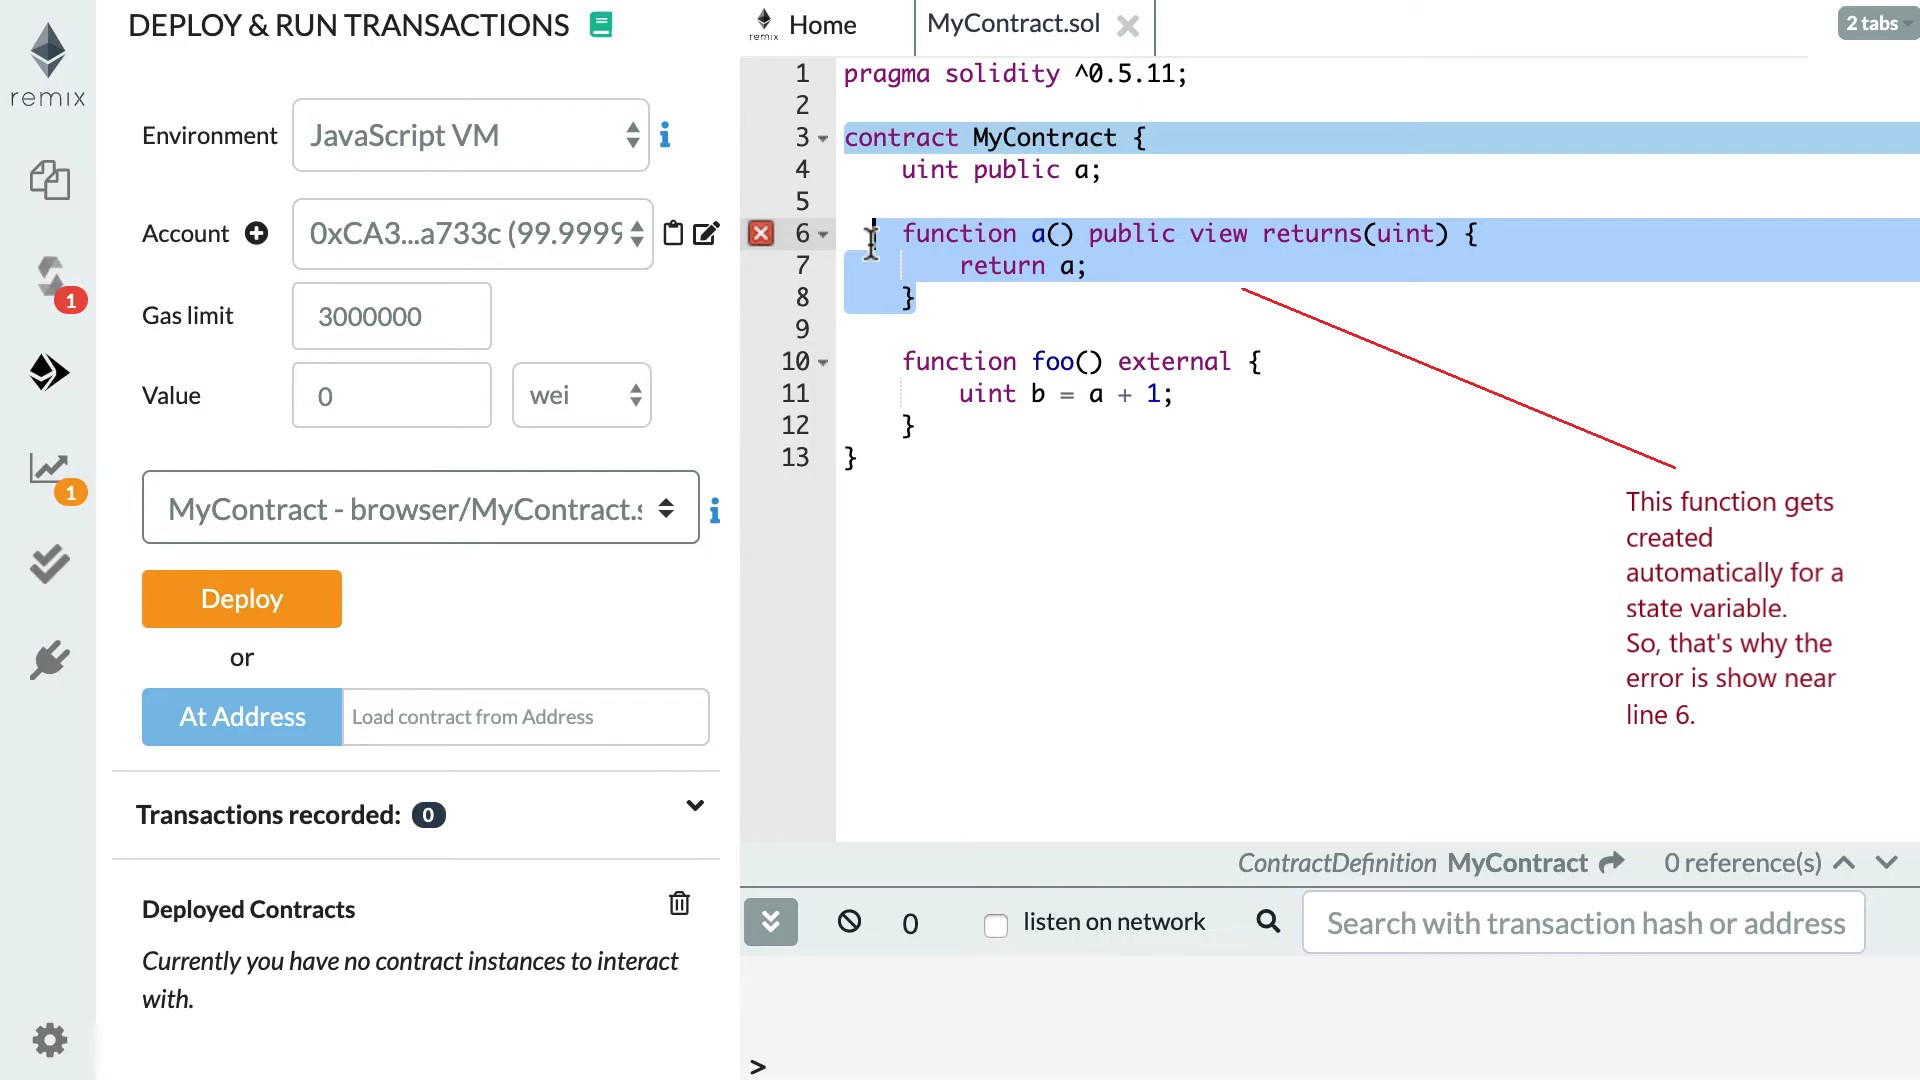 DEPLOY & RUN TRANSACTIONS
remix
Environment
JavaScript VM
Account
0xCA3...a733c (99.9999
Gas limit
3000000
Value
0
wei
1
1
MyContract - browser/MyContract.s
Deploy
or
At Address
Load contract from Address
Transactions recorded: 0
Deployed Contracts
Currently you have no contract instances to interact
with.
remix
Home
MyContract.sol
2 tabs
1 pragma solidity ^0.5.11;
2
3 contract MyContract {
4 uint public a;
5
6 function a() public view returns(uint) {
7 return a;
8 }
9
10 function foo() external {
11 uint b = a + 1;
12 }
13 }
This function gets
created
automatically for a
state variable.
So, that's why the
error is show near
line 6.
ContractDefinition MyContract 0 reference(s)
0
listen on network
Search with transaction hash or address
>